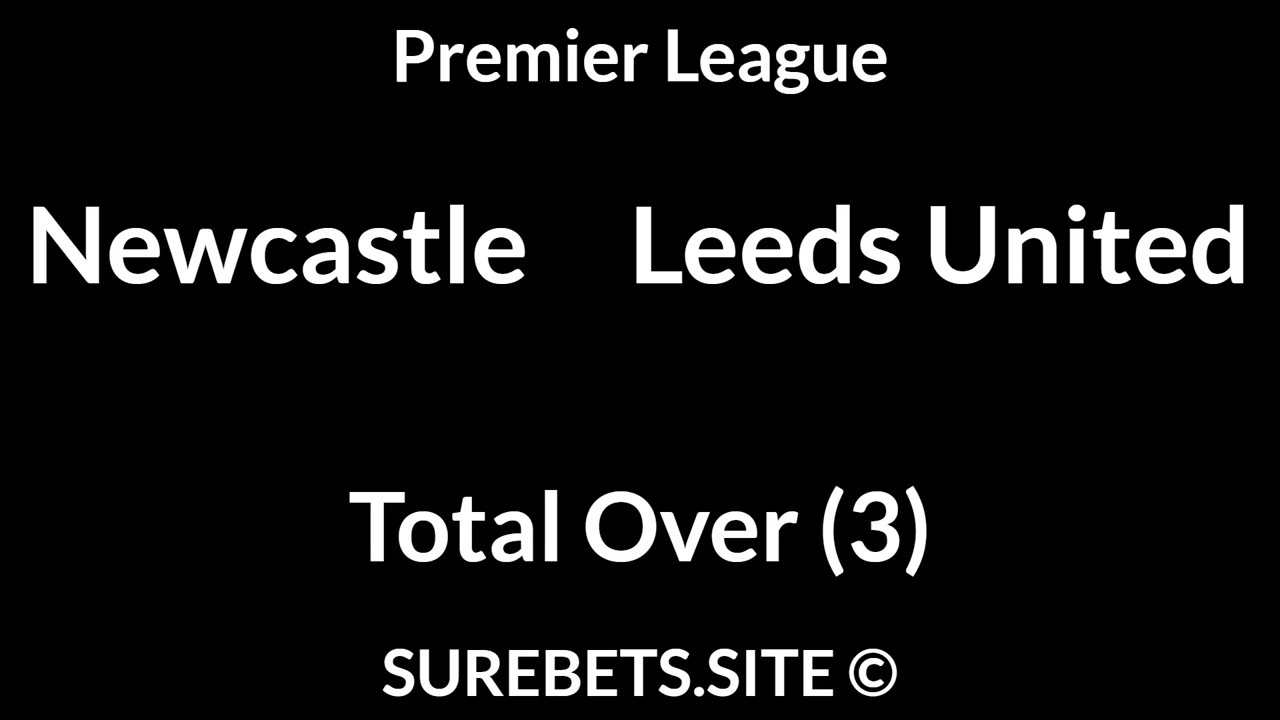 Premier League
Newcastle Leeds United
Total Over (3)
SUREBETS.SITE ©